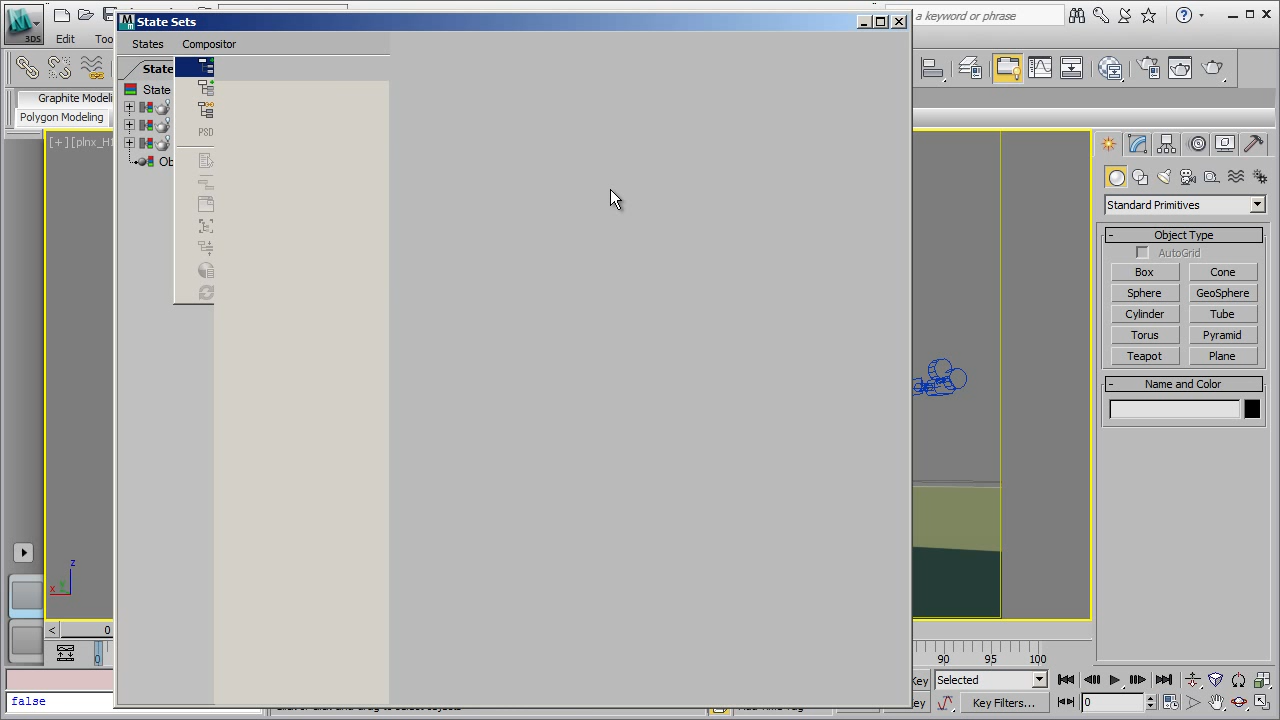 State Sets
a keyword or phrase
3DS
Edit
States
Compositor
State
State
PSD
Graphite Modeli
Polygon Modeling
[+][plnx_H
Standard Primitives
Object Type
AutoGrid
Box
Cone
Sphere
GeoSphere
Cylinder
Tube
Torus
Pyramid
Teapot
Plane
Name and Color
z
x
y
0
0
90
95
100
Key
Selected
false
Key
Key Filters...
0